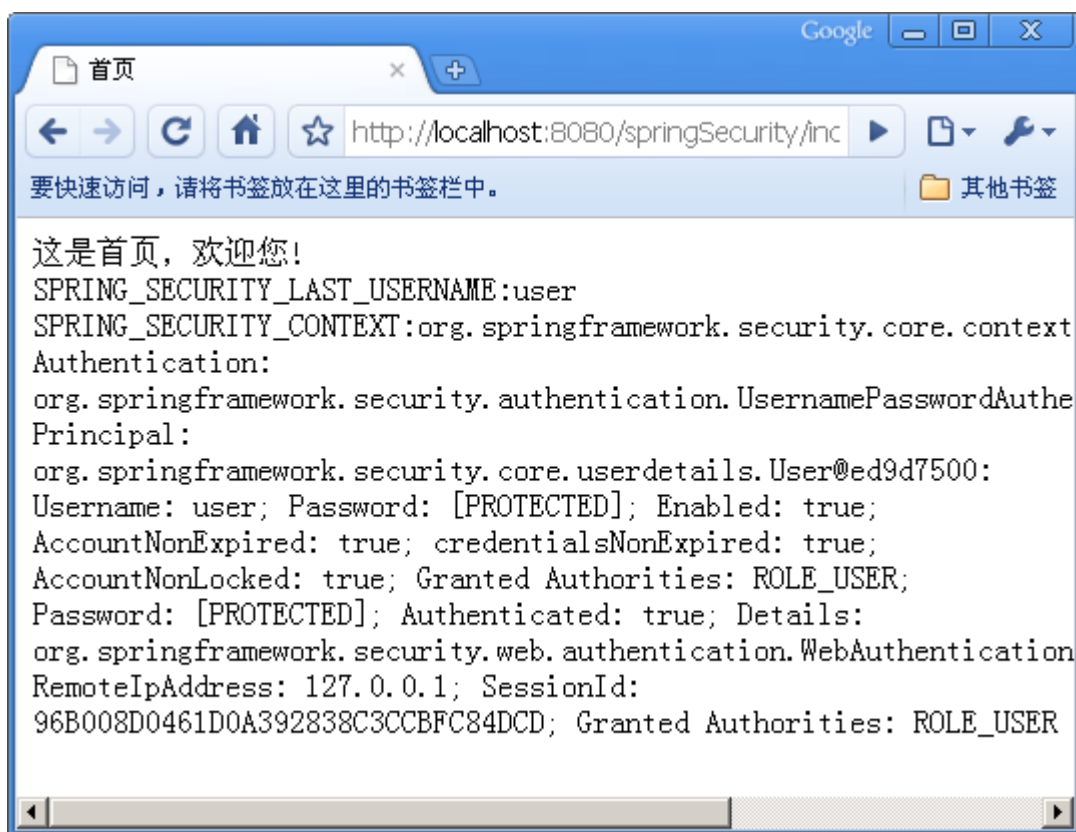 Google
首页
http://localhost:8080/springSecurity/inc
要快速访问，请将书签放在这里的书签栏中。 其他书签
这是首页，欢迎您!
SPRING_SECURITY_LAST_USERNAME:user
SPRING_SECURITY_CONTEXT:org.springframework.security.core.context
Authentication:
org.springframework.security.authentication.UsernamePasswordAuthe
Principal:
org.springframework.security.core.userdetails.User@ed9d7500:
Username: user; Password: [PROTECTED]; Enabled: true;
AccountNonExpired: true; credentialsNonExpired: true;
AccountNonLocked: true; Granted Authorities: ROLE_USER;
Password: [PROTECTED]; Authenticated: true; Details:
org.springframework.security.web.authentication.WebAuthentication
RemoteIpAddress: 127.0.0.1; SessionId:
96B008D0461D0A392838C3CCBFC84DCD; Granted Authorities: ROLE_USER